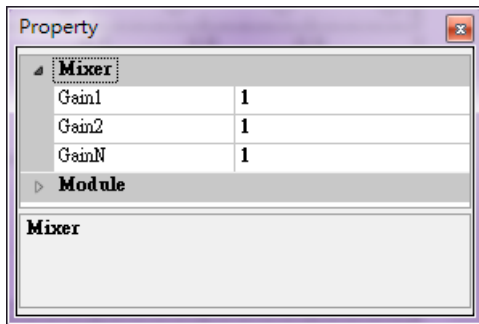 Property
Mixer
Gain1 1
Gain2 1
GainN 1
Module
Mixer